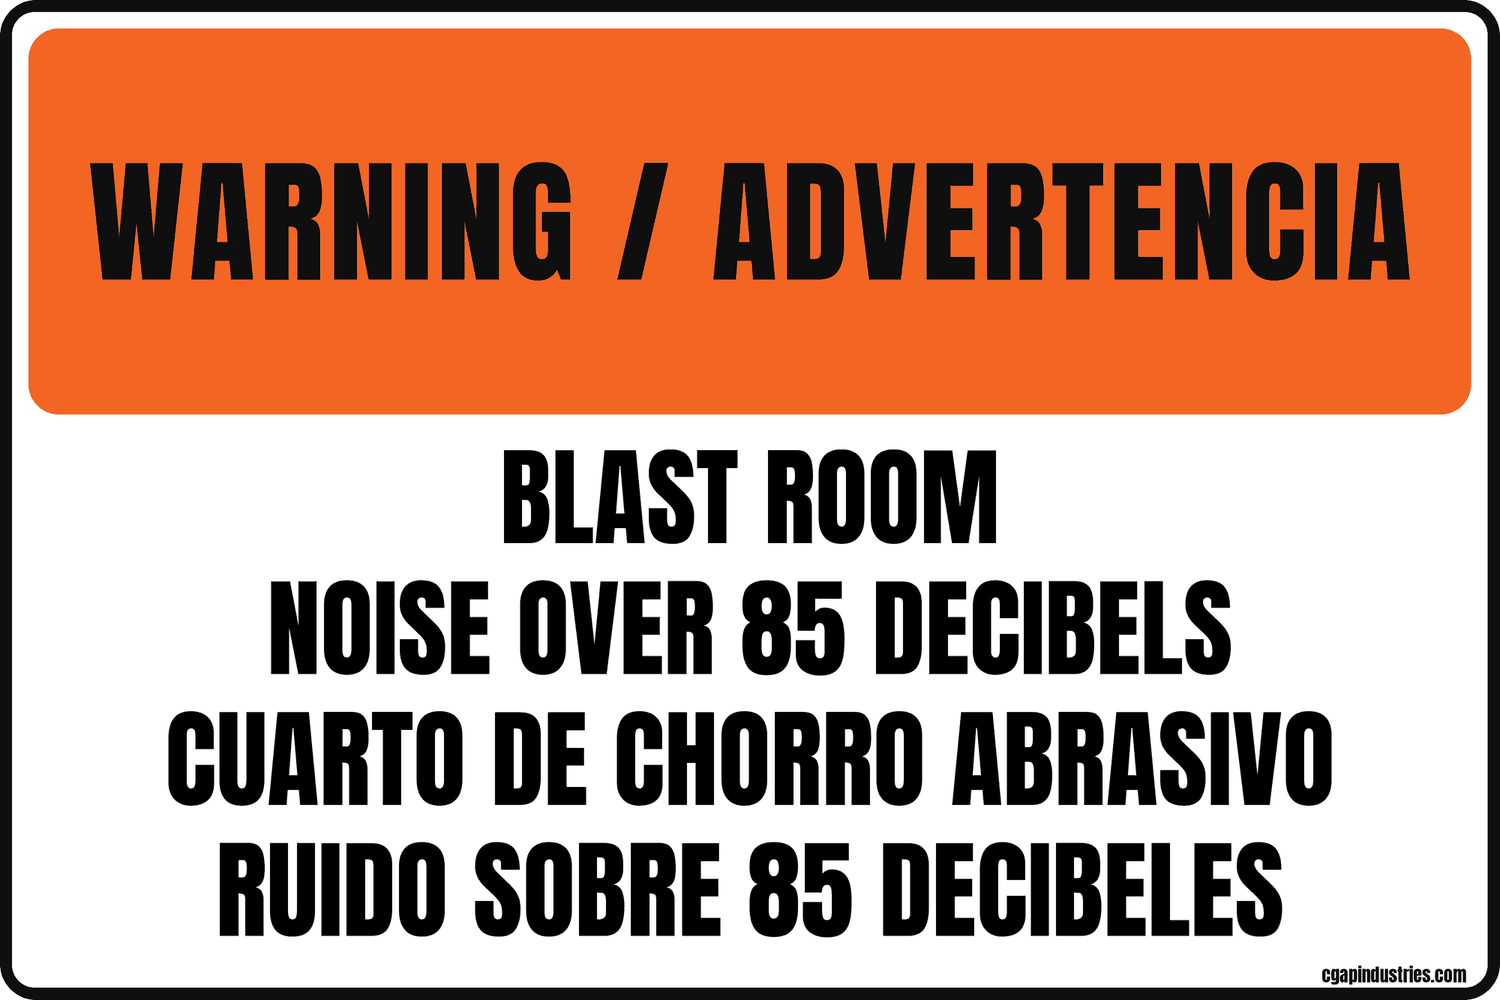 WARNING / ADVERTENCIA
BLAST ROOM
NOISE OVER 85 DECIBELS
CUARTO DE CHORRO ABRASIVO
RUIDO SOBRE 85 DECIBELES
cgapindustries.com